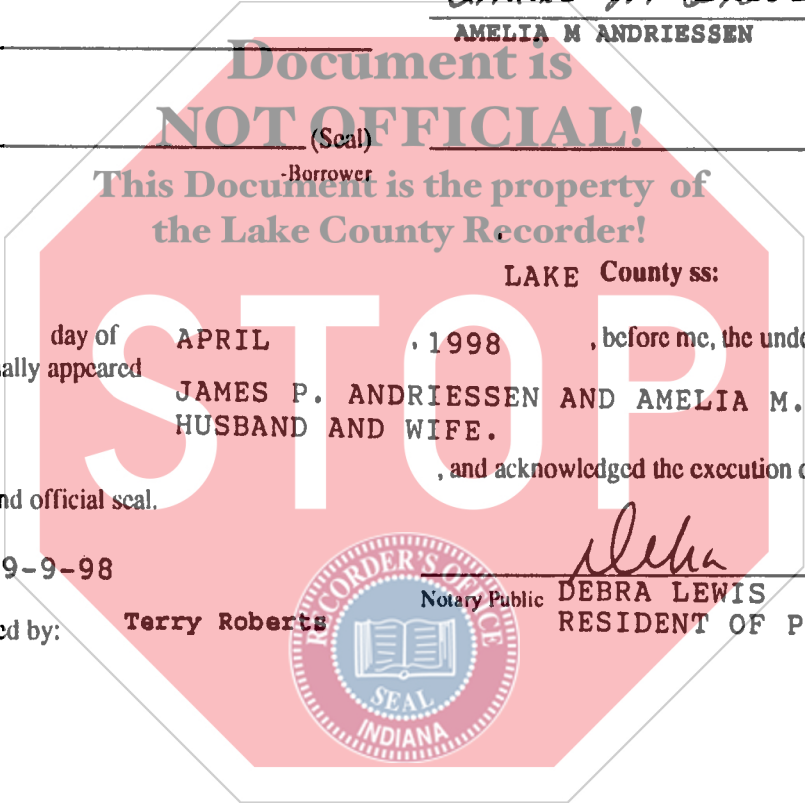 AMELIA M ANDRIESSEN
Document is
NOT OFFICIAL!
(Seal)
-Borrower
This Document is the property of
the Lake County Recorder!
LAKE County ss:
STOP
day of APRIL , 1998 , before me, the unde
ally appeared
JAMES P. ANDRIESSEN AND AMELIA M.
HUSBAND AND WIFE.
, and acknowledged the execution o
nd official seal.
9-9-98
Debra
Notary Public DEBRA LEWIS
ed by: Terry Roberts RESIDENT OF P
RECORDER'S OFFICE
SEAL
INDIANA